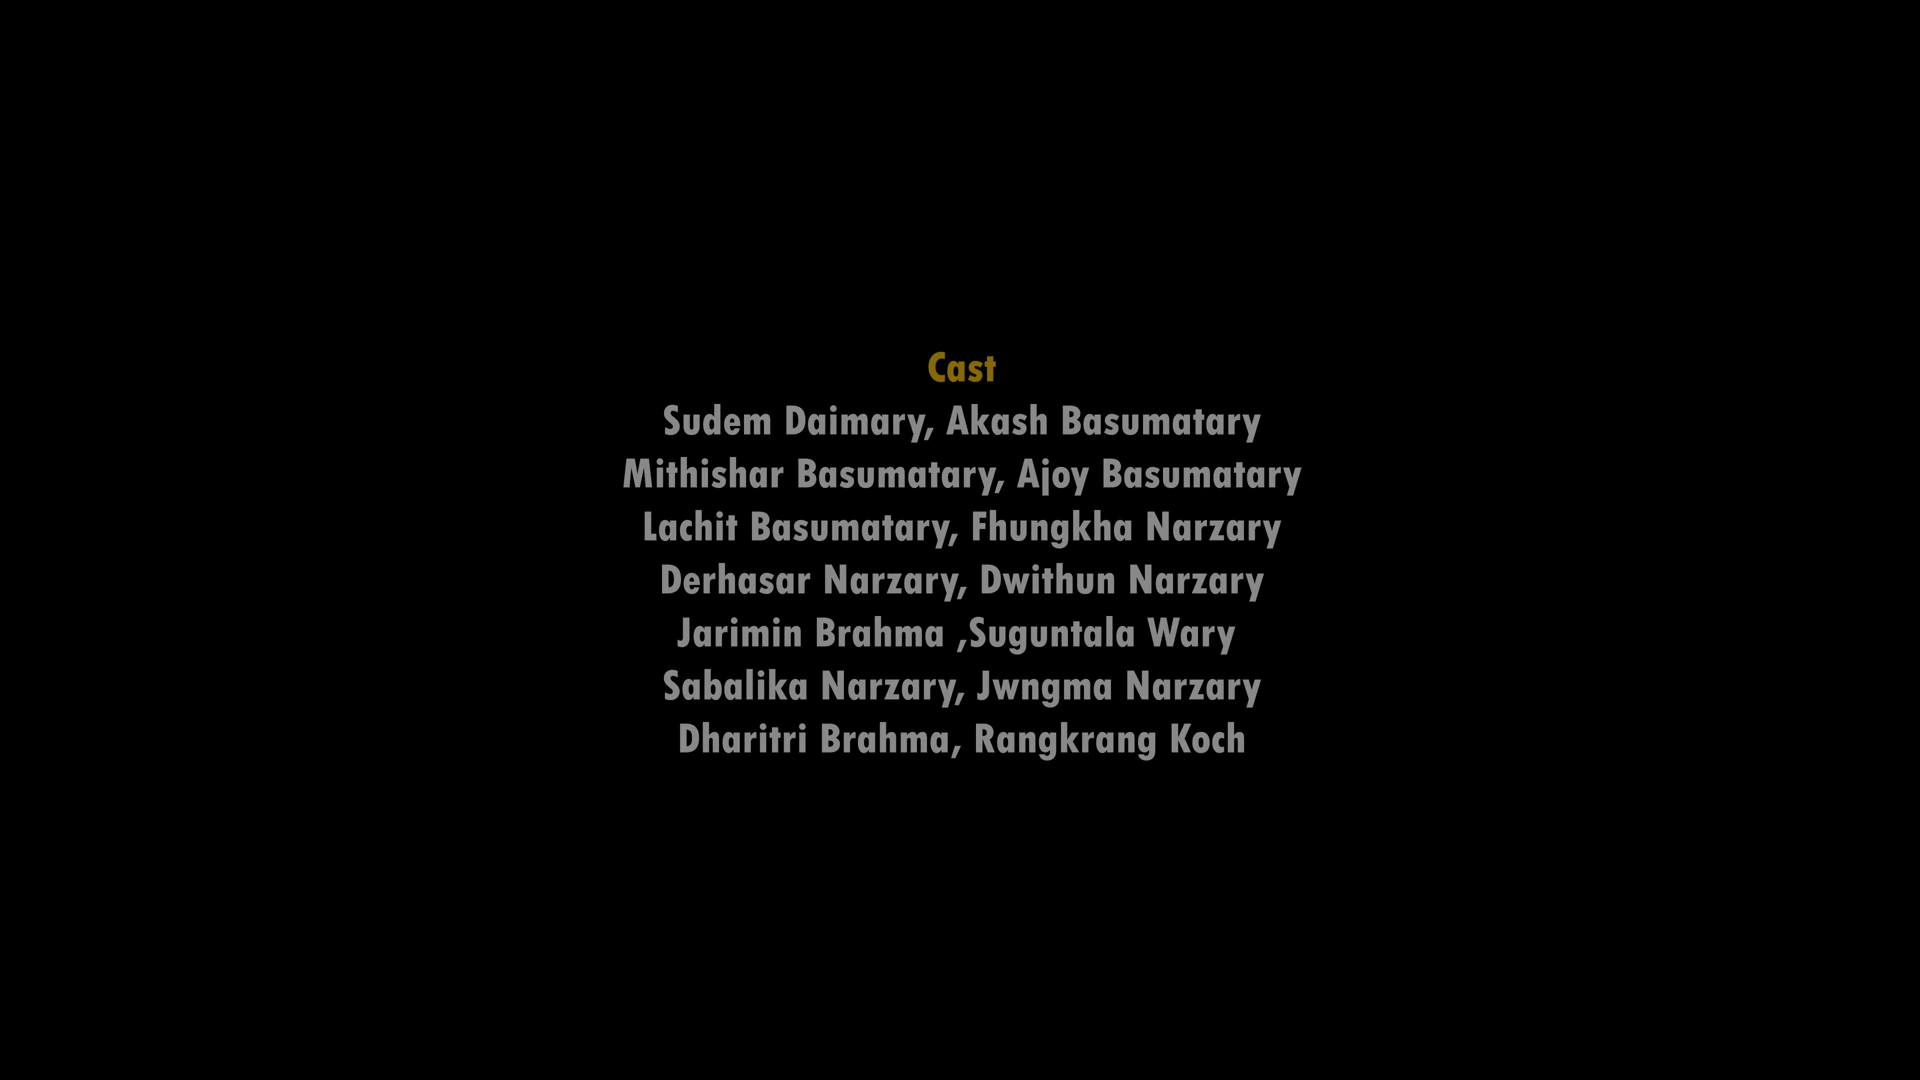 Cast
Sudem Daimary, Akash Basumatary
Mithishar Basumatary, Ajoy Basumatary
Lachit Basumatary, Fhungkha Narzary
Derhasar Narzary, Dwithun Narzary
Jarimin Brahma ,Suguntala Wary
Sabalika Narzary, Jwngma Narzary
Dharitri Brahma, Rangkrang Koch